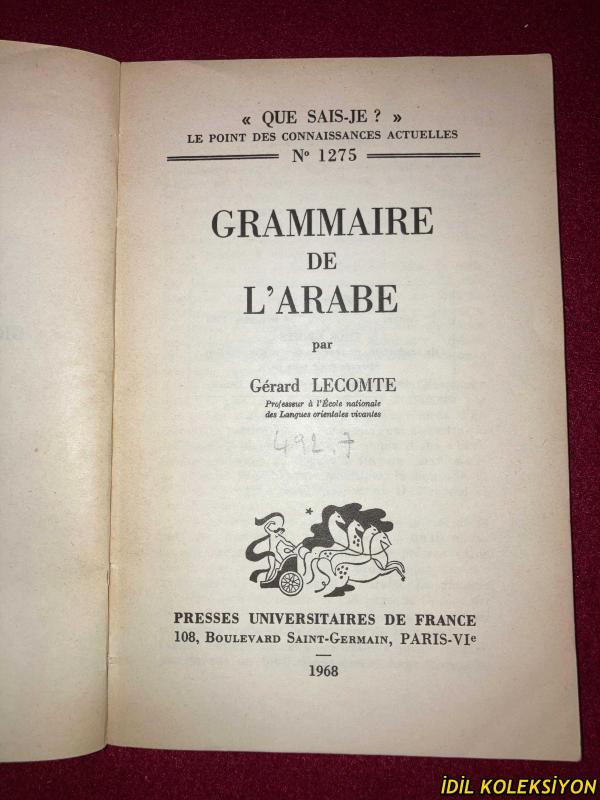 « QUE SAIS-JE ? »
LE POINT DES CONNAISSANCES ACTUELLES
Nº 1275
GRAMMAIRE
DE
L'ARABE
par
Gérard LECOMTE
Professeur à l'École nationale
des Langues orientales vivantes
492.7
PRESSES UNIVERSITAIRES DE FRANCE
108, BOULEVARD SAINT-GERMAIN, PARIS-VIe
—
1968
İDİL KOLEKSİYON